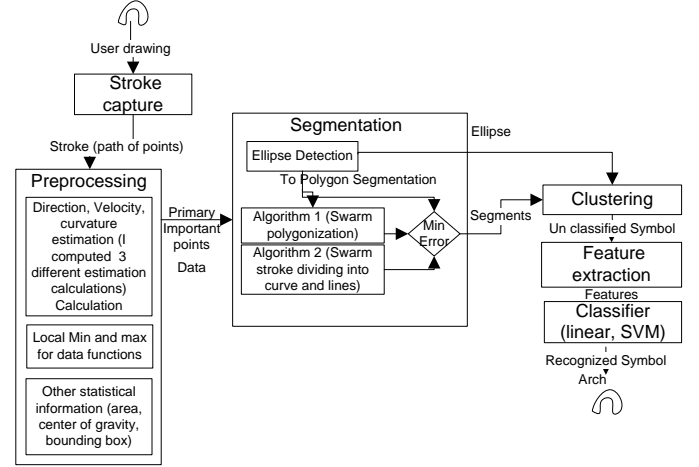 User drawing
Stroke
capture
Stroke (path of points)
Preprocessing
Direction, Velocity,
curvature
estimation (I
computed 3
different estimation
calculations)
Calculation
Local Min and max
for data functions
Other statistical
information (area,
center of gravity,
bounding box)
Primary
Important
points
Data
Segmentation
Ellipse Detection
To Polygon Segmentation
Algorithm 1 (Swarm
polygonization)
Algorithm 2 (Swarm
stroke dividing into
curve and lines)
Min
Error
Ellipse
Segments
Clustering
Un classified Symbol
Feature
extraction
Features
Classifier
(linear, SVM)
Recognized Symbol
Arch